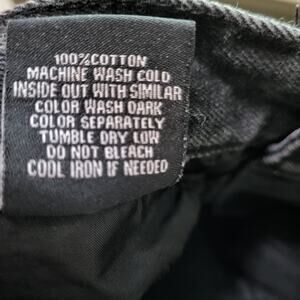 100%COTTON
MACHINE WASH COLD
INSIDE OUT WITH SIMILAR
COLOR WASH DARK
COLOR SEPARATELY
TUMBLE DRY LOW
DO NOT BLEACH
COOL IRON IF NEEDED